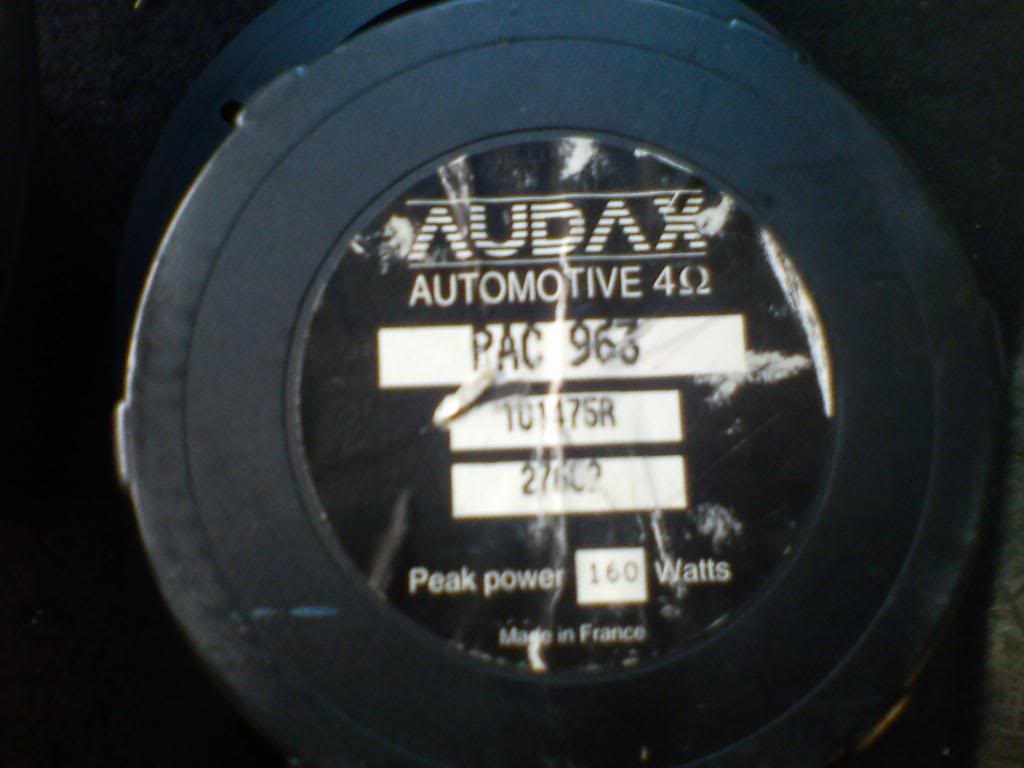 AUDAX
AUTOMOTIVE 4Ω
PAC 963
101475R
Peak power 160 Watts
Made in France